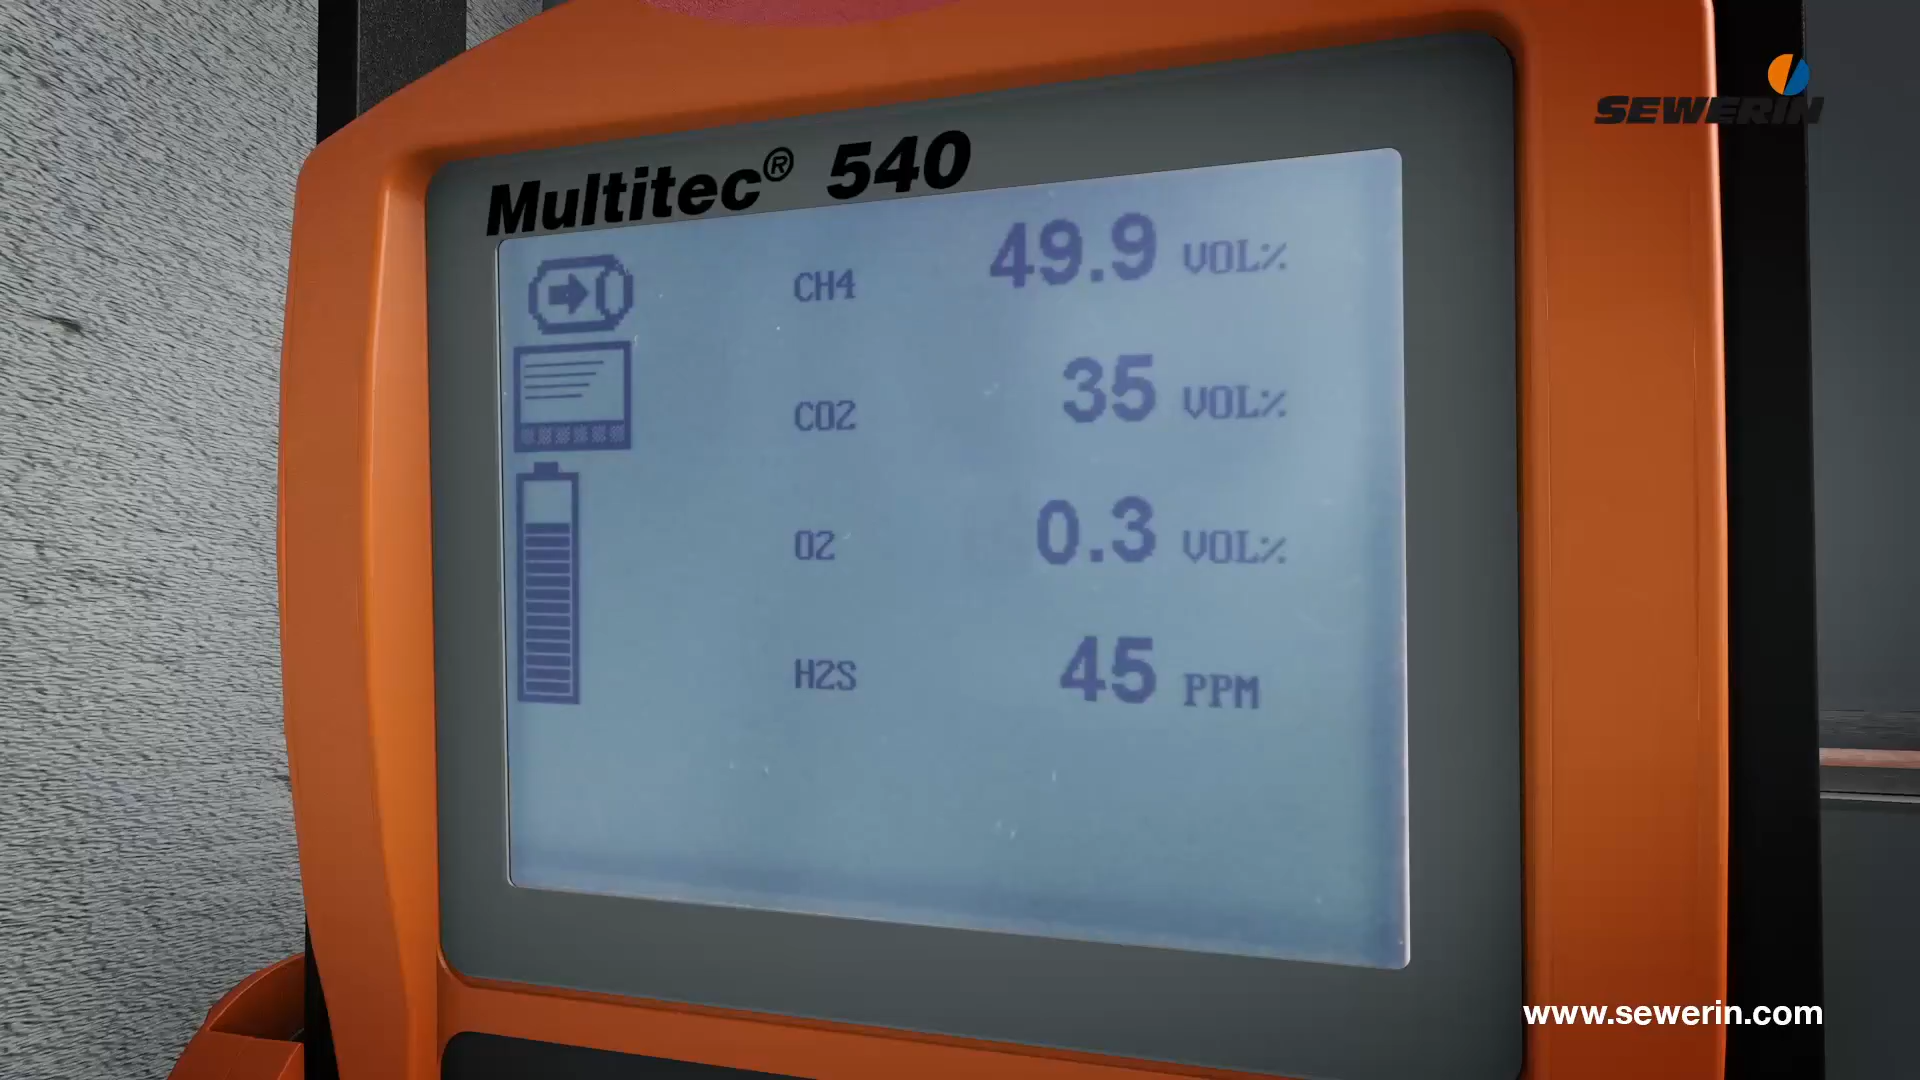 SEWERIN
Multitec® 540
CH4 49.9 VOL%
CO2 35 VOL%
O2 0.3 VOL%
H2S 45 PPM
www.sewerin.com